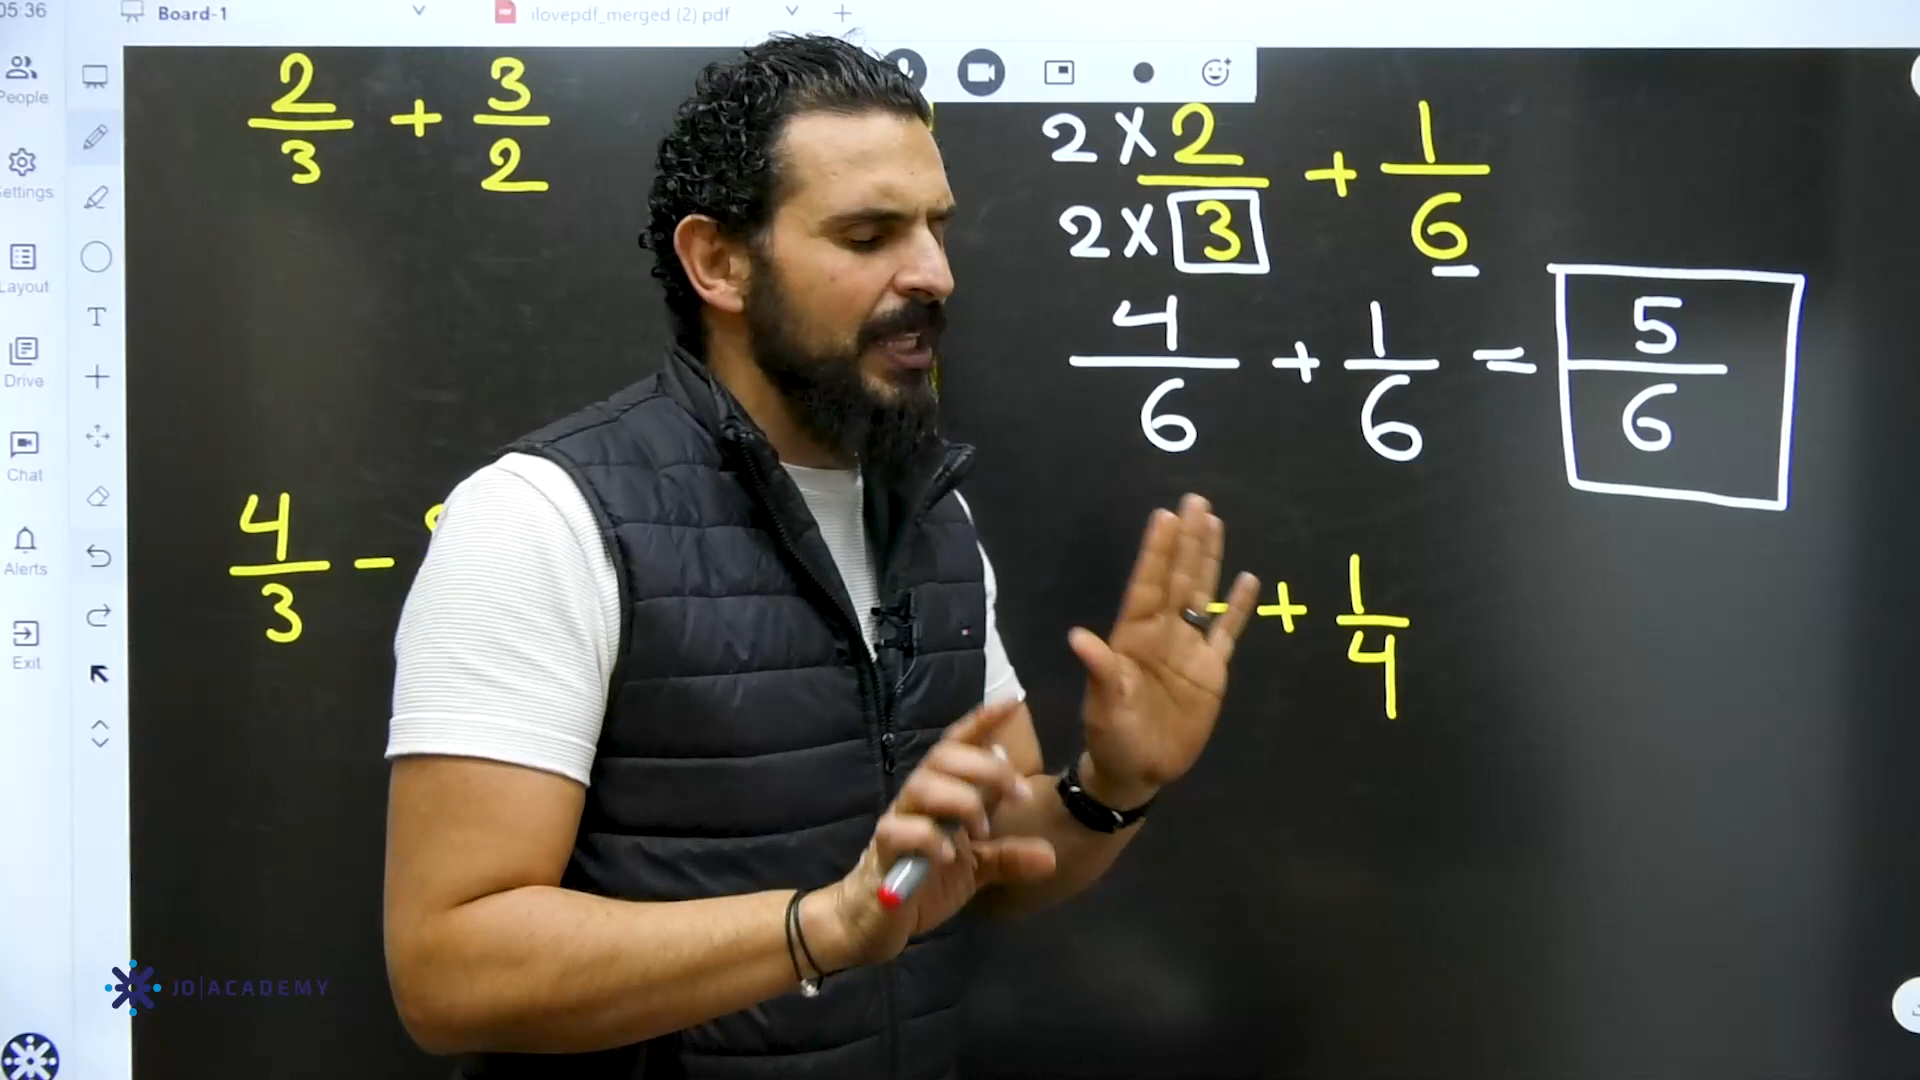 05:36
Board-1
ilovepdf_merged (2) pdf
People
Settings
Layout
Drive
Chat
Alerts
Exit
T
2/3 + 3/2
4/3 -
2 × 2 + 1
2 × 3 6
4/6 + 1/6 = 5/6
+ 1/4
JO|ACADEMY